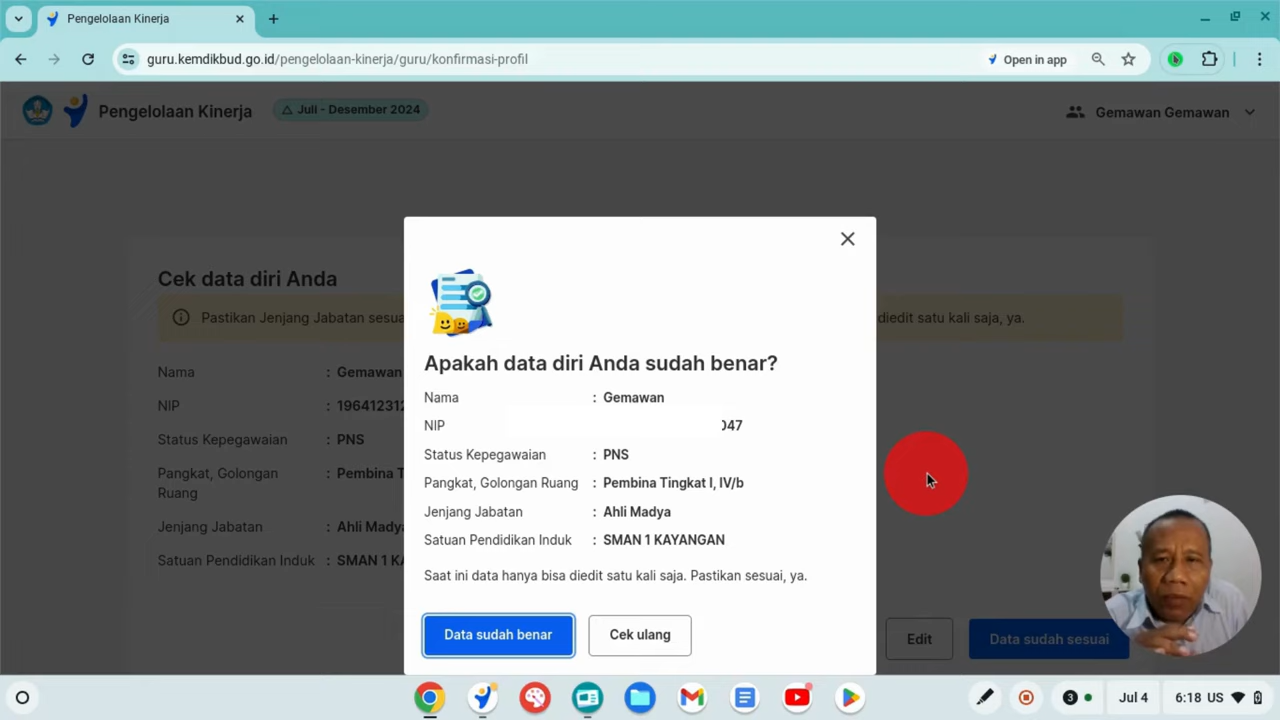 Pengelolaan Kinerja
guru.kemdikbud.go.id/pengelolaan-kinerja/guru/konfirmasi-profil
Open in app
Pengelolaan Kinerja
Juli - Desember 2024
Gemawan Gemawan
Cek data diri Anda
Pastikan Jenjang Jabatan diedit satu kali saja, ya.
Nama : Gemawan
NIP : 19641231
Status Kepegawaian : PNS
Pangkat, Golongan : Pembina
Ruang
Jenjang Jabatan : Ahli
Satuan Pendidikan Induk : SMAN 1
Edit
Data sudah sesuai
Apakah data diri Anda sudah benar?
Nama : Gemawan
NIP 047
Status Kepegawaian : PNS
Pangkat, Golongan Ruang : Pembina Tingkat I, IV/b
Jenjang Jabatan : Ahli Madya
Satuan Pendidikan Induk : SMAN 1 KAYANGAN
Saat ini data hanya bisa diedit satu kali saja. Pastikan sesuai, ya.
Data sudah benar
Cek ulang
3
Jul 4
6:18 US